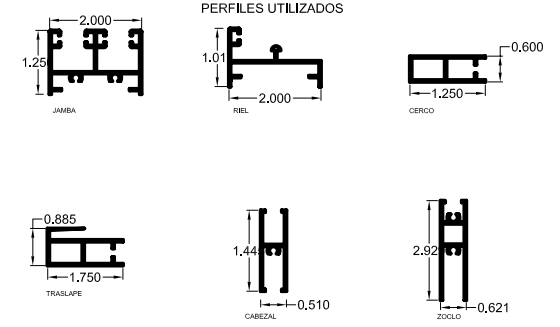 PERFILES UTILIZADOS
2.000
1.25
JAMBA
1.01
2.000
RIEL
0.600
1.250
CERCO
0.885
1.750
TRASLAPE
1.44
0.510
CABEZAL
2.92
0.621
ZOCLO